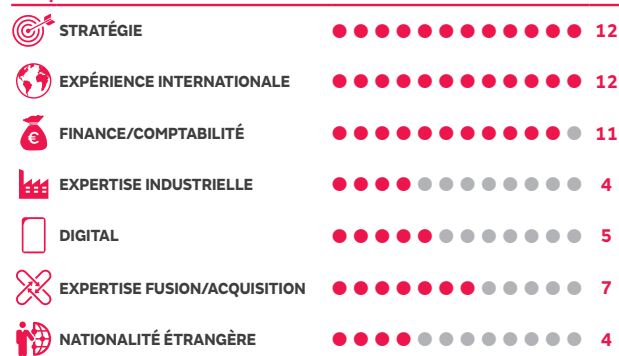 STRATÉGIE 12
EXPÉRIENCE INTERNATIONALE 12
€ FINANCE/COMPTABILITÉ 11
EXPERTISE INDUSTRIELLE 4
DIGITAL 5
EXPERTISE FUSION/ACQUISITION 7
NATIONALITÉ ÉTRANGÈRE 4